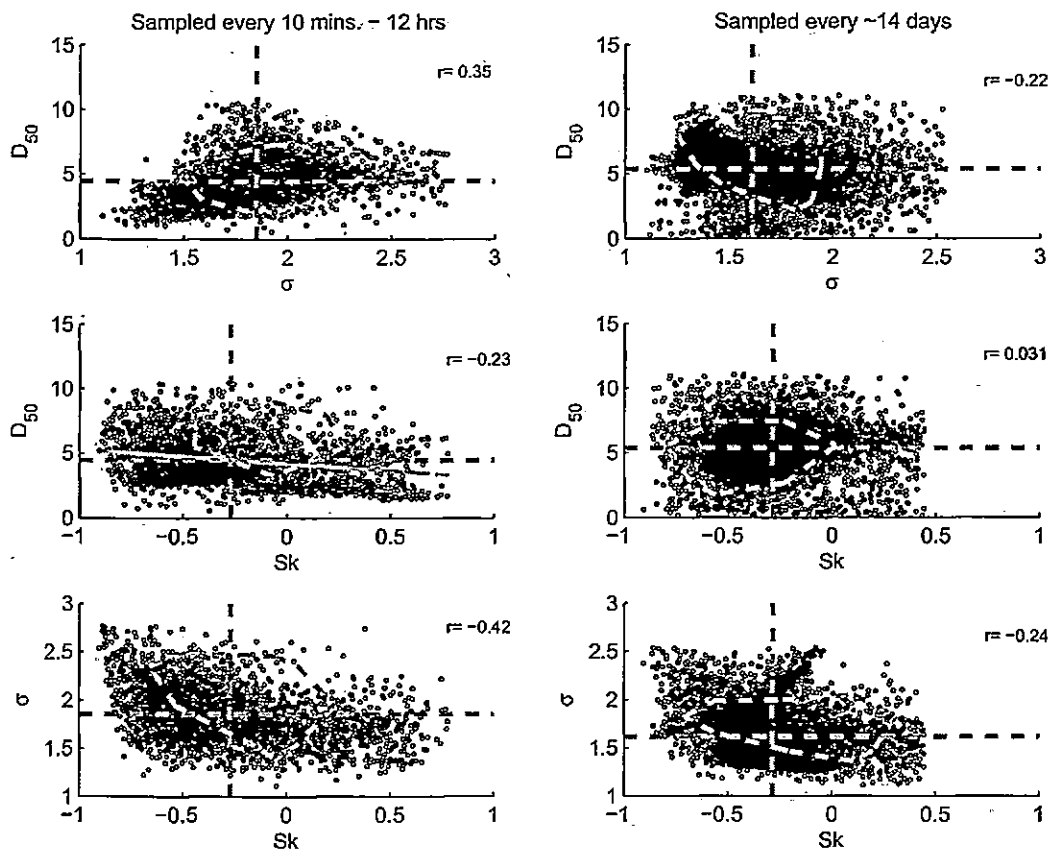 Sampled every 10 mins. - 12 hrs
Sampled every ~14 days
15
10
5
0
D50
r= 0.35
1
1.5
2
2.5
3
σ
15
10
5
0
D50
r= -0.22
1
1.5
2
2.5
3
σ
15
10
5
0
D50
r= -0.23
-1
-0.5
0
0.5
1
Sk
15
10
5
0
D50
r= 0.031
-1
-0.5
0
0.5
1
Sk
3
2.5
2
1.5
1
σ
r= -0.42
-1
-0.5
0
0.5
1
Sk
3
2.5
2
1.5
1
σ
r= -0.24
-1
-0.5
0
0.5
1
Sk